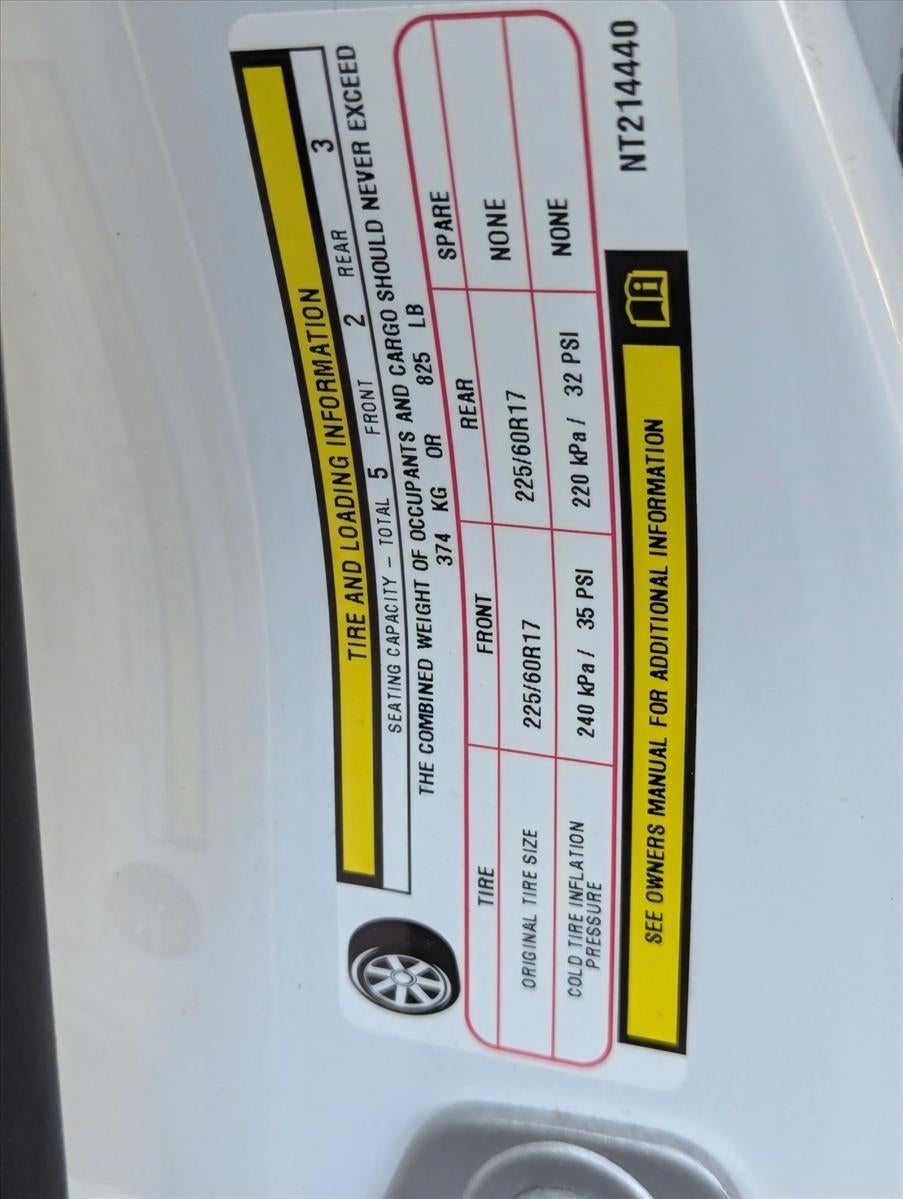 TIRE AND LOADING INFORMATION
SEATING CAPACITY - TOTAL 5 FRONT 2 REAR 3
THE COMBINED WEIGHT OF OCCUPANTS AND CARGO SHOULD NEVER EXCEED
374 KG OR 825 LB
TIRE FRONT REAR SPARE
ORIGINAL TIRE SIZE 225/60R17 225/60R17 NONE
COLD TIRE INFLATION PRESSURE 240 kPa / 35 PSI 220 kPa / 32 PSI NONE
SEE OWNERS MANUAL FOR ADDITIONAL INFORMATION
NT214440